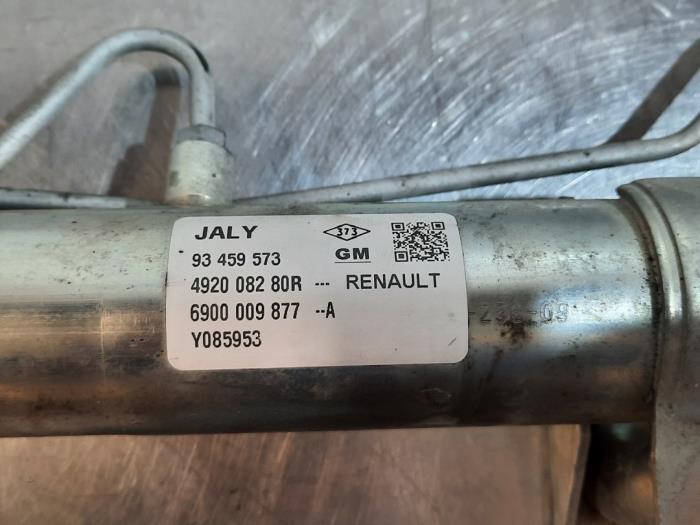 JALY
373
93 459 573 GM
4920 082 80R --- RENAULT
6900 009 877 --A
Y085953